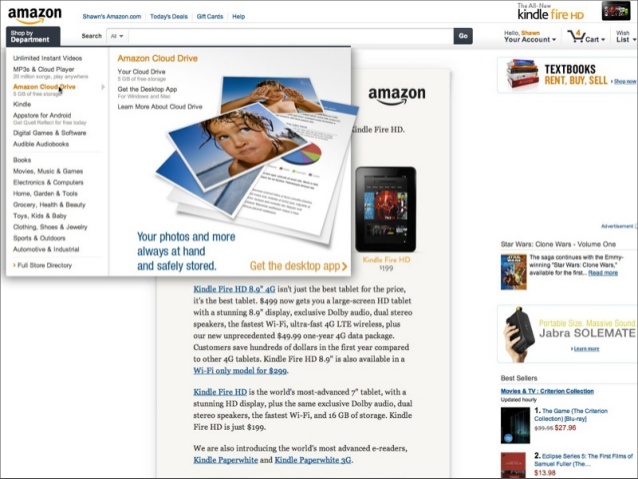 amazon
Shawn's Amazon.com Today's Deals Gift Cards Help
The All-New
kindle fire HD
Shop by
Department
Search All
Go
Hello, Shawn
Your Account
4
Cart
Wish
List
Unlimited Instant Videos
MP3s & Cloud Player
20 million songs, play anywhere
Amazon Cloud Drive
5 GB of free storage
Kindle
Appstore for Android
Get Quell Reflect for free today
Digital Games & Software
Audible Audiobooks
Books
Movies, Music & Games
Electronics & Computers
Home, Garden & Tools
Grocery, Health & Beauty
Toys, Kids & Baby
Clothing, Shoes & Jewelry
Sports & Outdoors
Automotive & Industrial
Full Store Directory
Amazon Cloud Drive
Your Cloud Drive
5 GB of free storage
Get the Desktop App
For Windows and Mac
Learn More About Cloud Drive
Your photos and more
always at hand
and safely stored.
Get the desktop app
amazon
Kindle Fire HD.
Kindle Fire HD
$199
Kindle Fire HD 8.9" 4G isn't just the best tablet for the price,
it's the best tablet. $499 now gets you a large-screen HD tablet
with a stunning 8.9" display, exclusive Dolby audio, dual stereo
speakers, the fastest Wi-Fi, ultra-fast 4G LTE wireless, plus
our new unprecedented $49.99 one-year 4G data package.
Customers save hundreds of dollars in the first year compared
to other 4G tablets. Kindle Fire HD 8.9" is also available in a
Wi-Fi only model for $299.
Kindle Fire HD is the world's most-advanced 7" tablet, with a
stunning HD display, plus the same exclusive Dolby audio, dual
stereo speakers, the fastest Wi-Fi, and 16 GB of storage. Kindle
Fire HD is just $199.
We are also introducing the world's most advanced e-readers,
Kindle Paperwhite and Kindle Paperwhite 3G.
TEXTBOOKS
RENT, BUY, SELL
Shop now
Advertisement
Star Wars: Clone Wars - Volume One
The saga continues with the Emmy-
winning "Star Wars: Clone Wars,"
available for the first... Read more
Portable Size. Massive Sound.
Jabra SOLEMATE
Learn more
Best Sellers
Movies & TV : Criterion Collection
Updated hourly
1. The Game (The Criterion
Collection) [Blu-ray]
$39.95 $27.96
2. Eclipse Series 5: The First Films of
Samuel Fuller (The...
$13.98